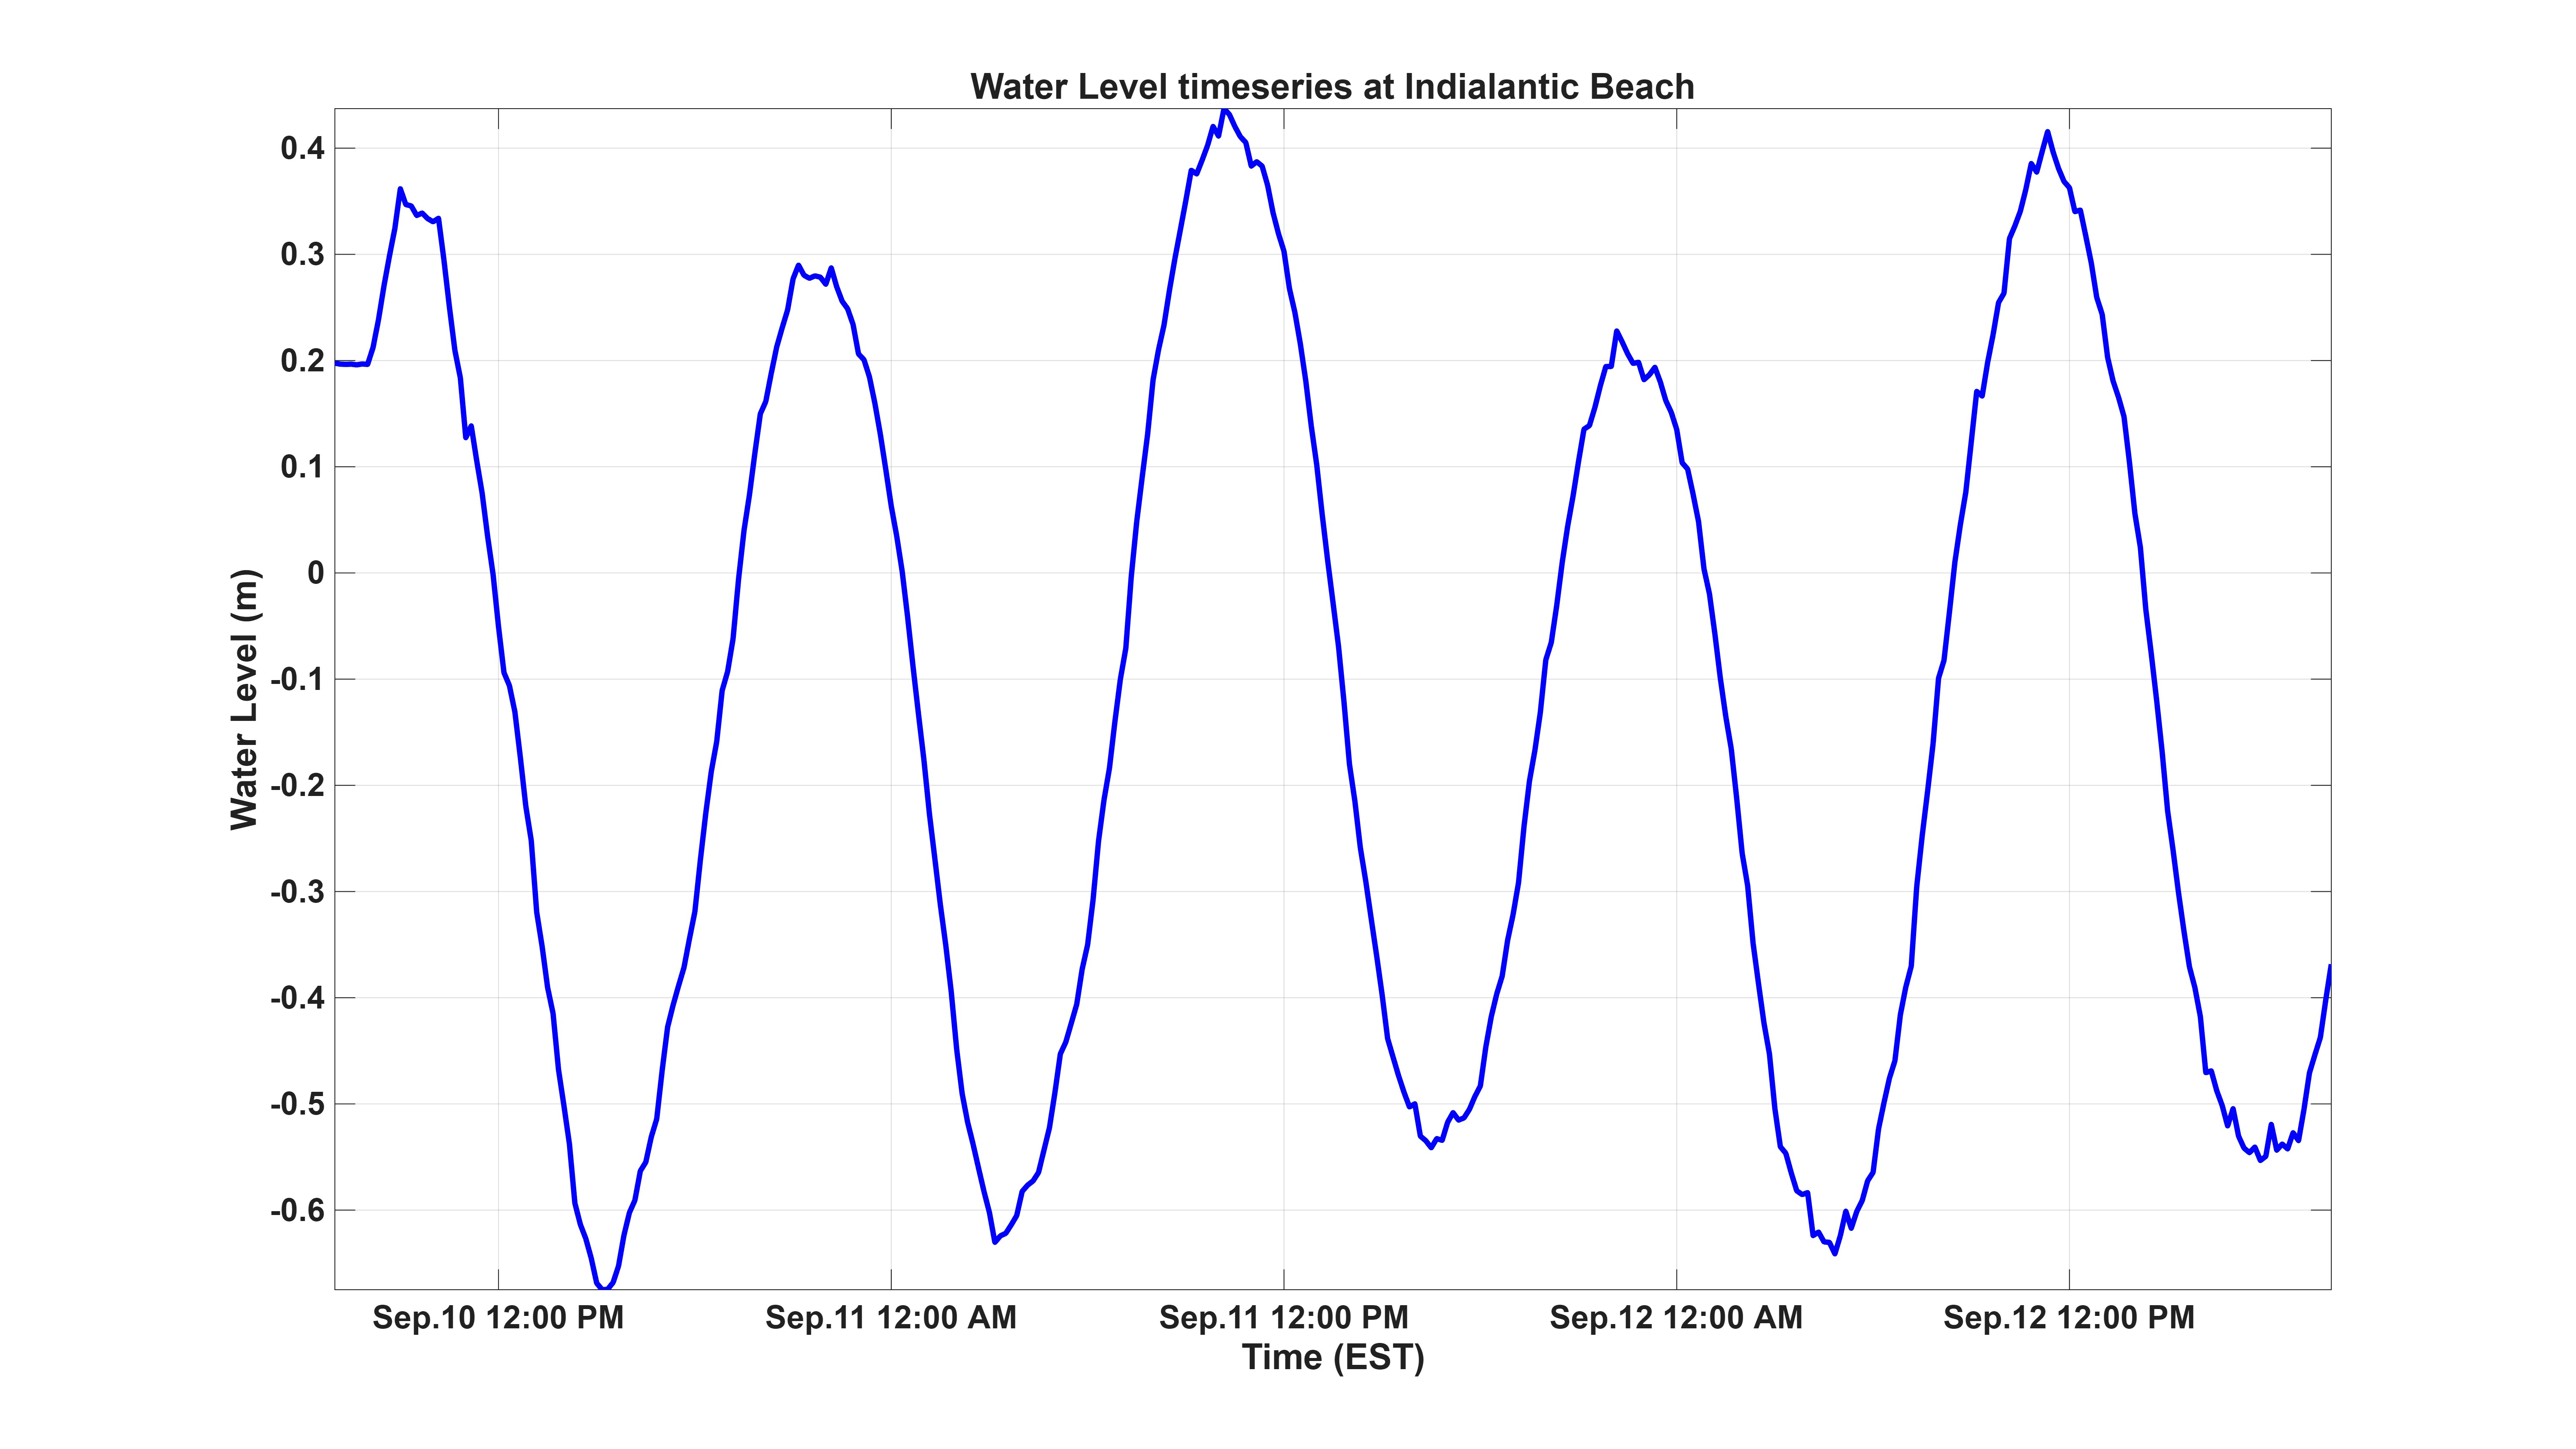 Water Level timeseries at Indialantic Beach
Water Level (m)
0.4
0.3
0.2
0.1
0
-0.1
-0.2
-0.3
-0.4
-0.5
-0.6
Sep.10 12:00 PM
Sep.11 12:00 AM
Sep.11 12:00 PM
Sep.12 12:00 AM
Sep.12 12:00 PM
Time (EST)